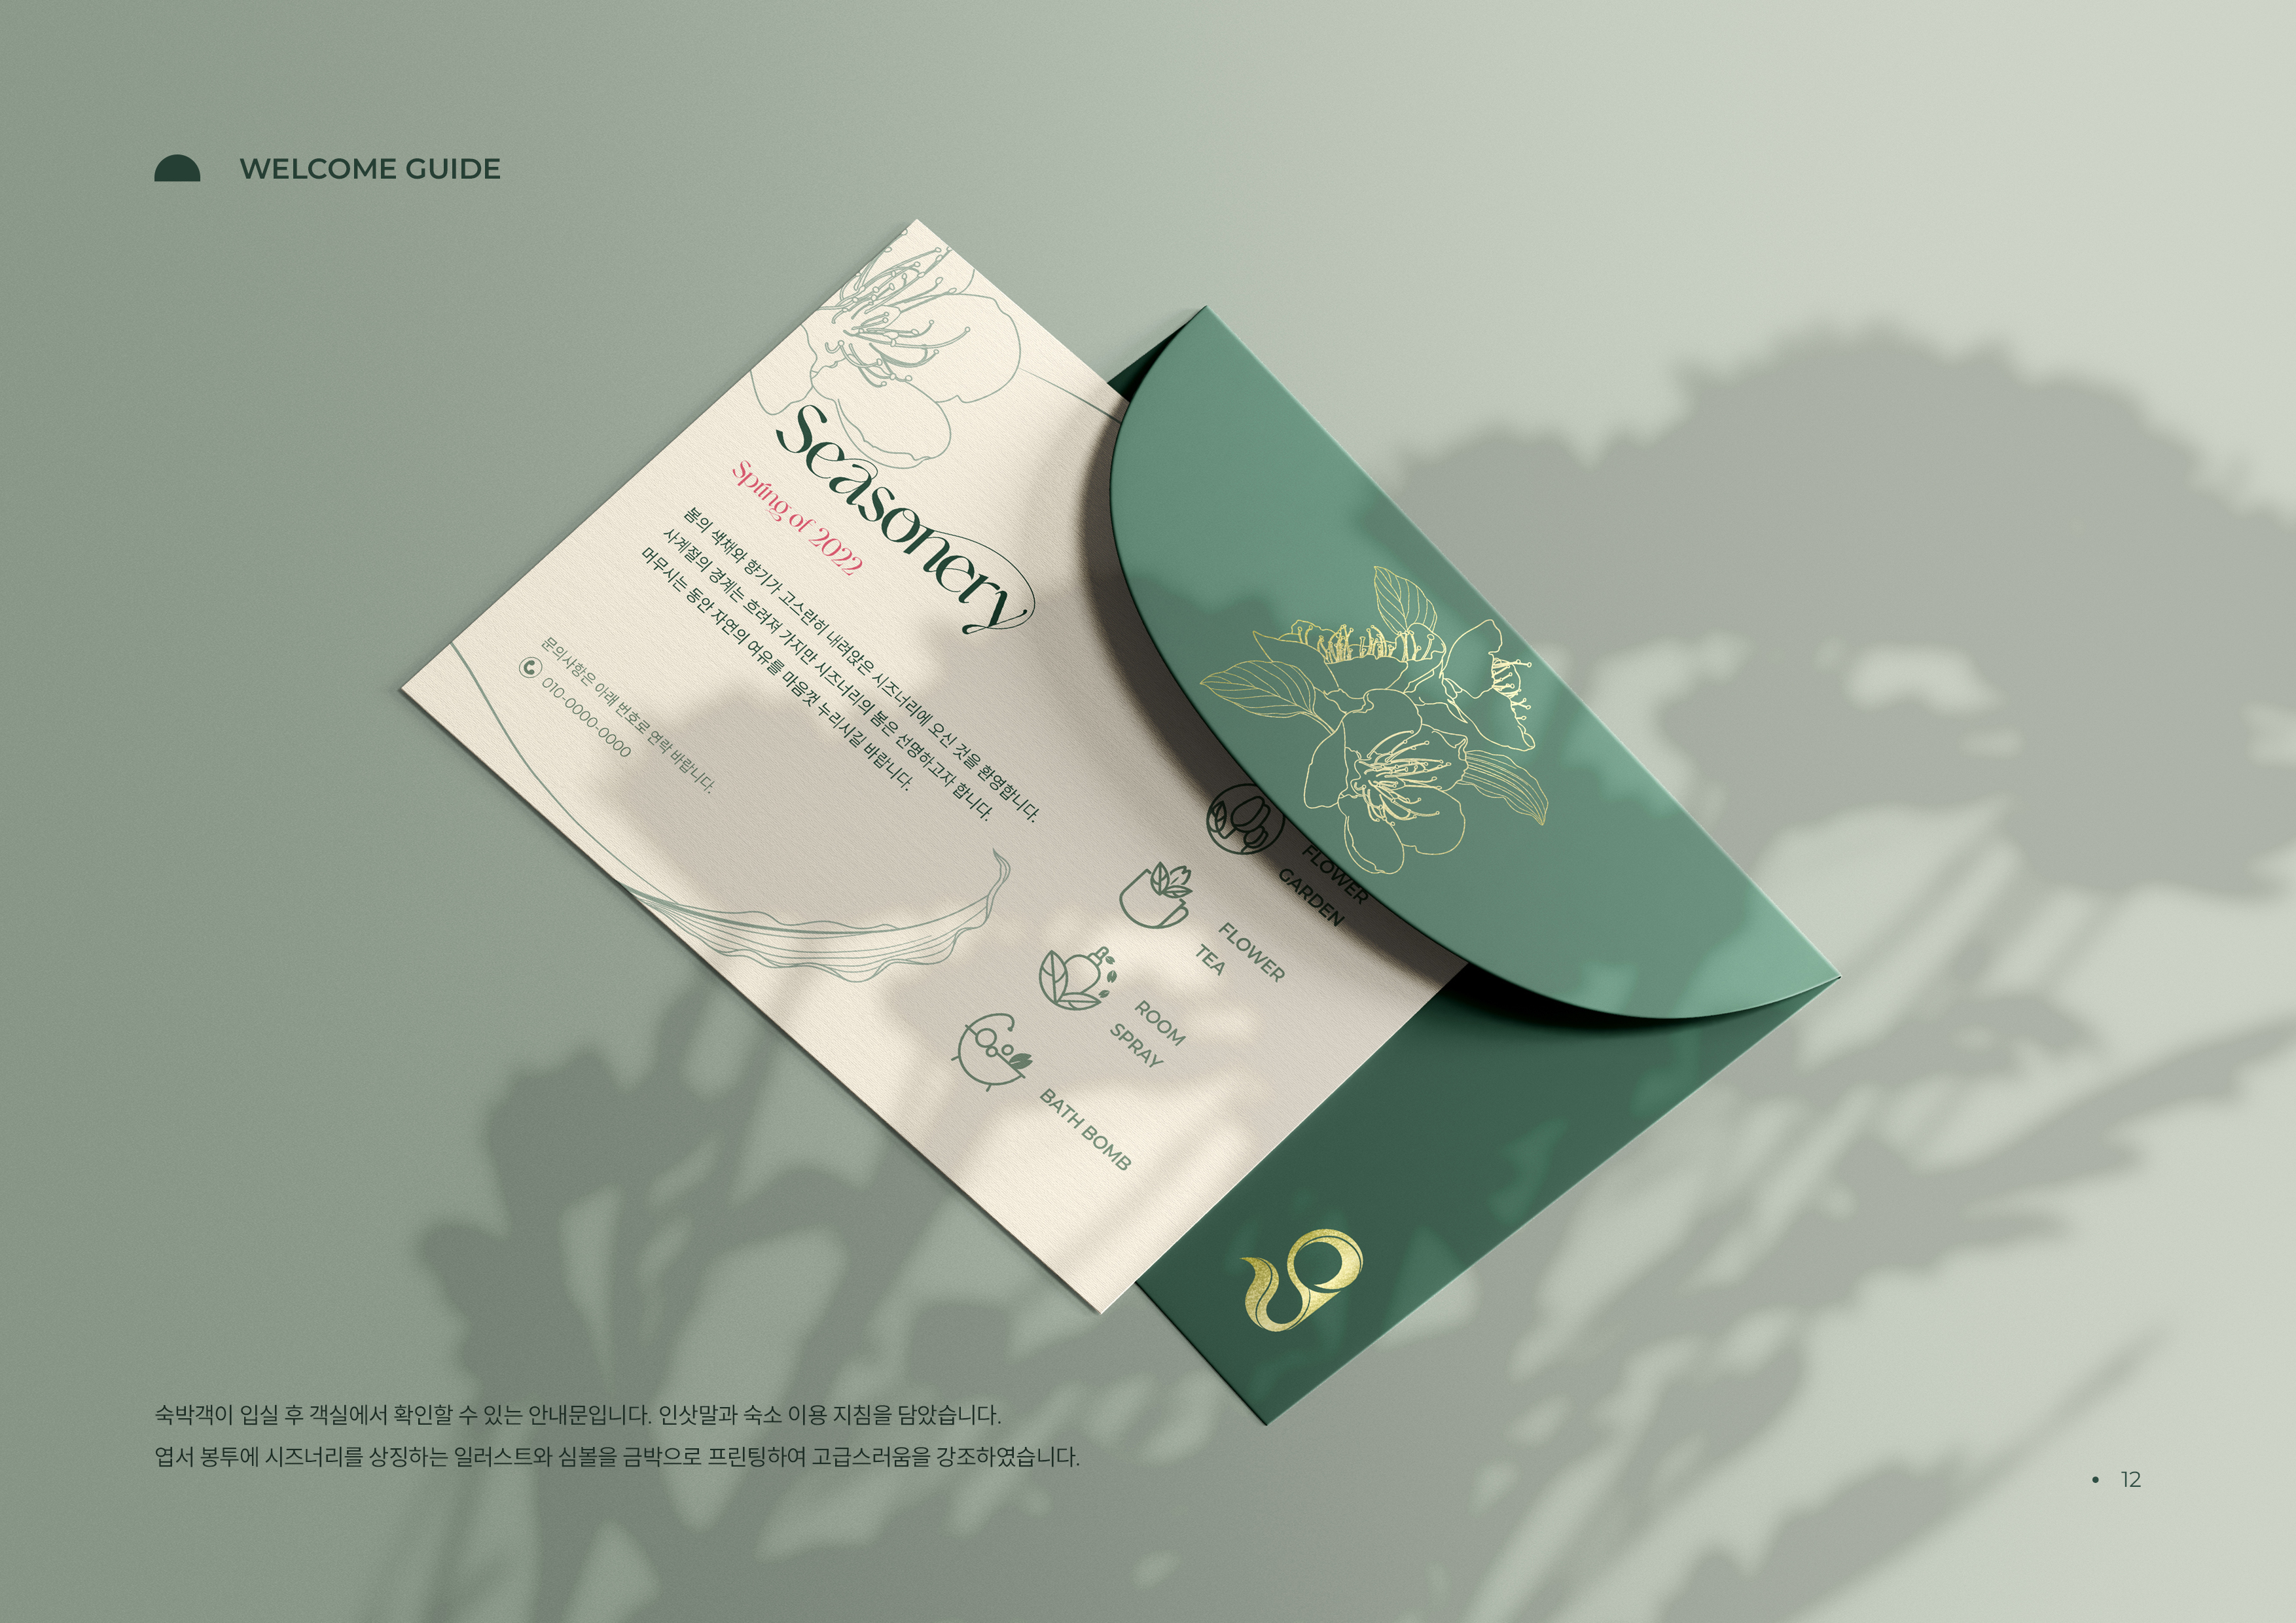 WELCOME GUIDE
Seasonery
Spring of 2022
봄의 색채와 향기가 고스란히 내려앉은 시즈너리에 오신 것을 환영합니다.
사계절의 경계는 흐려져 가지만 시즈너리의 봄은 선명하고자 합니다.
머무시는 동안 자연의 여유를 마음껏 누리시길 바랍니다.
문의사항은 아래 번호로 연락 바랍니다.
010-0000-0000
FLOWER
GARDEN
FLOWER
TEA
ROOM
SPRAY
BATH BOMB
숙박객이 입실 후 객실에서 확인할 수 있는 안내문입니다. 인삿말과 숙소 이용 지침을 담았습니다.
엽서 봉투에 시즈너리를 상징하는 일러스트와 심볼을 금박으로 프린팅하여 고급스러움을 강조하였습니다.
• 12